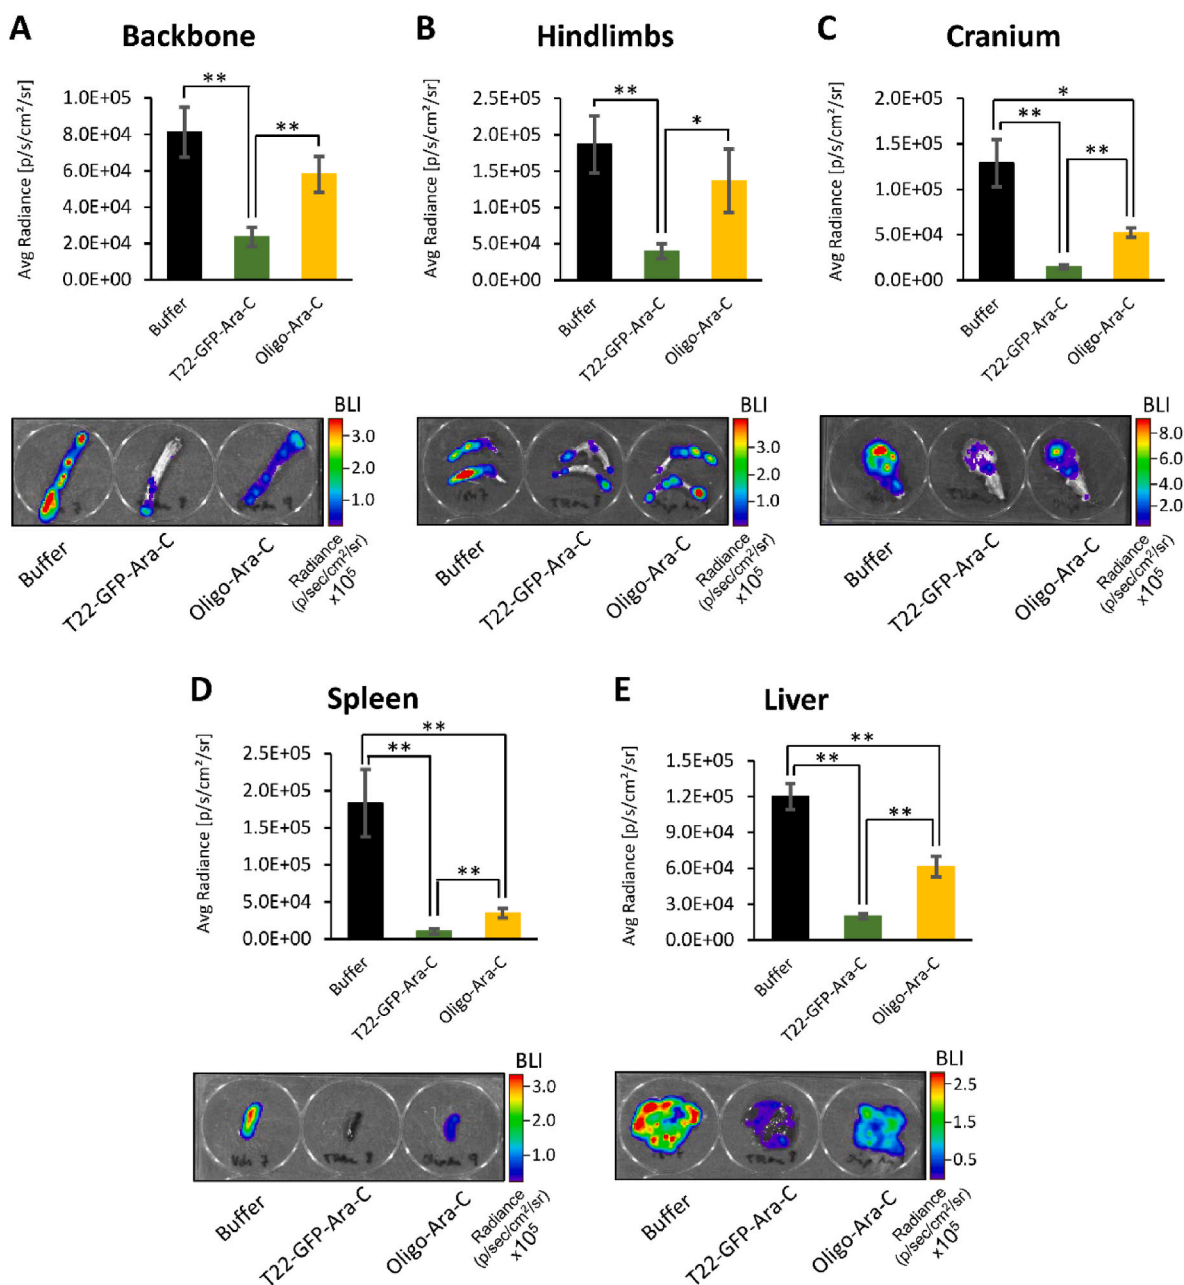 A Backbone
Avg Radiance [p/s/cm²/sr]
1.0E+05
8.0E+04
6.0E+04
4.0E+04
2.0E+04
0.0E+00
**
**
Buffer
T22-GFP-Ara-C
Oligo-Ara-C
BLI
3.0
2.0
1.0
Buffer
T22-GFP-Ara-C
Oligo-Ara-C
Radiance
(p/sec/cm²/sr)
x10⁵
B Hindlimbs
Avg Radiance [p/s/cm²/sr]
2.5E+05
2.0E+05
1.5E+05
1.0E+05
5.0E+04
0.0E+00
**
*
Buffer
T22-GFP-Ara-C
Oligo-Ara-C
BLI
3.0
2.0
1.0
Buffer
T22-GFP-Ara-C
Oligo-Ara-C
Radiance
(p/sec/cm²/sr)
x10⁵
C Cranium
Avg Radiance [p/s/cm²/sr]
2.0E+05
1.5E+05
1.0E+05
5.0E+04
0.0E+00
*
**
**
Buffer
T22-GFP-Ara-C
Oligo-Ara-C
BLI
8.0
6.0
4.0
2.0
Buffer
T22-GFP-Ara-C
Oligo-Ara-C
Radiance
(p/sec/cm²/sr)
x10⁵
D Spleen
Avg Radiance [p/s/cm²/sr]
2.5E+05
2.0E+05
1.5E+05
1.0E+05
5.0E+04
0.0E+00
**
**
**
Buffer
T22-GFP-Ara-C
Oligo-Ara-C
BLI
3.0
2.0
1.0
Buffer
T22-GFP-Ara-C
Oligo-Ara-C
Radiance
(p/sec/cm²/sr)
x10⁵
E Liver
Avg Radiance [p/s/cm²/sr]
1.5E+05
1.2E+05
9.0E+04
6.0E+04
3.0E+04
0.0E+00
**
**
**
Buffer
T22-GFP-Ara-C
Oligo-Ara-C
BLI
2.5
1.5
0.5
Buffer
T22-GFP-Ara-C
Oligo-Ara-C
Radiance
(p/sec/cm²/sr)
x10⁵